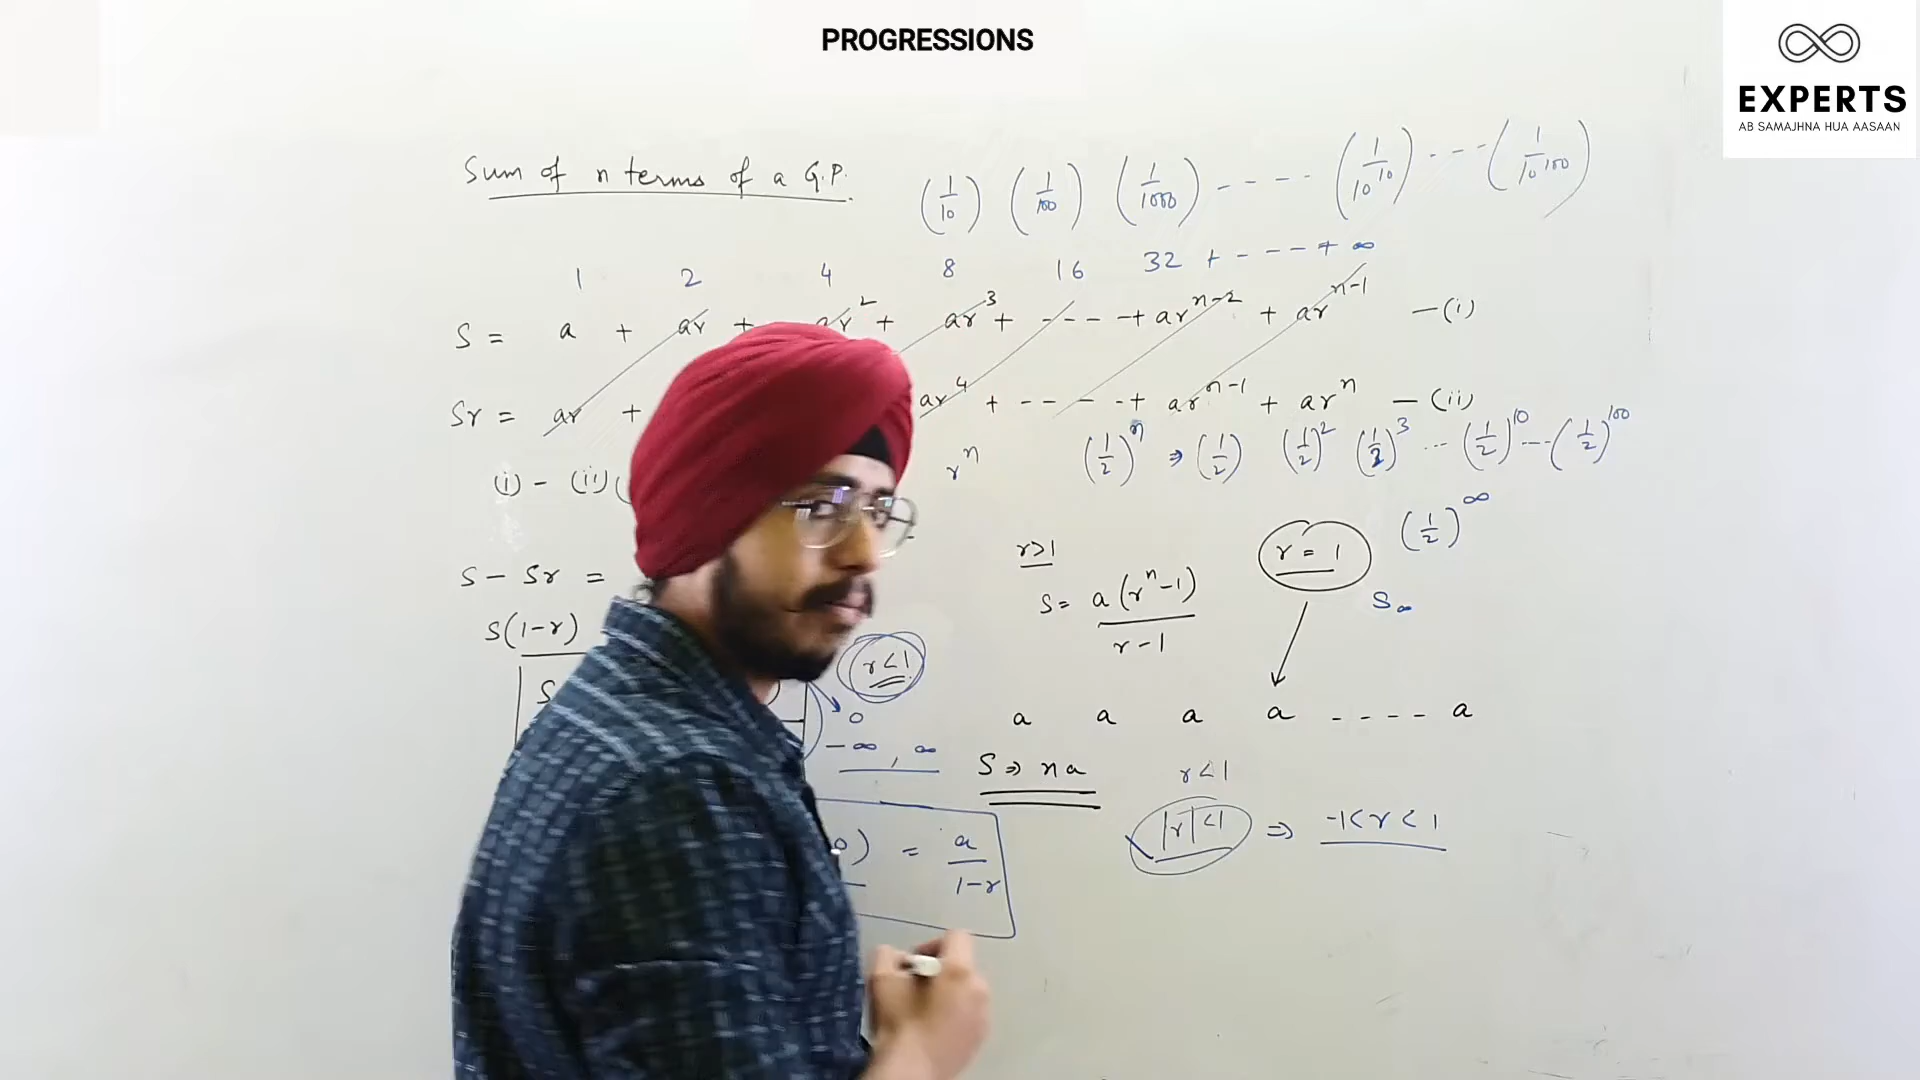 PROGRESSIONS
EXPERTS
AB SAMAJHNA HUA AASAAN
Sum of n terms of a G.P.
(1/10) (1/100) (1/1000) ---- (1/10^10) --- (1/10^100)
1 2 4 8 16 32 + ---- + ∞
S = a + ar + ar^2 + ar^3 + ---- + ar^(n-2) + ar^(n-1) —(i)
Sr = ar + ar^4 + ---- + ar^(n-1) + ar^n —(ii)
(1/2)^n ⇒ (1/2) (1/2)^2 (1/2)^3 --- (1/2)^10 --- (1/2)^100
(i) - (ii) r^n
(1/2)^∞
r>1 r = 1
S - Sr =
S = a(r^n-1)/(r-1) S∞
S(1-r)
r<1
S
0 a a a a ---- a
-∞, ∞
S ⇒ na r<1
|r|<1 ⇒ -1<r<1
0) = a/(1-r)